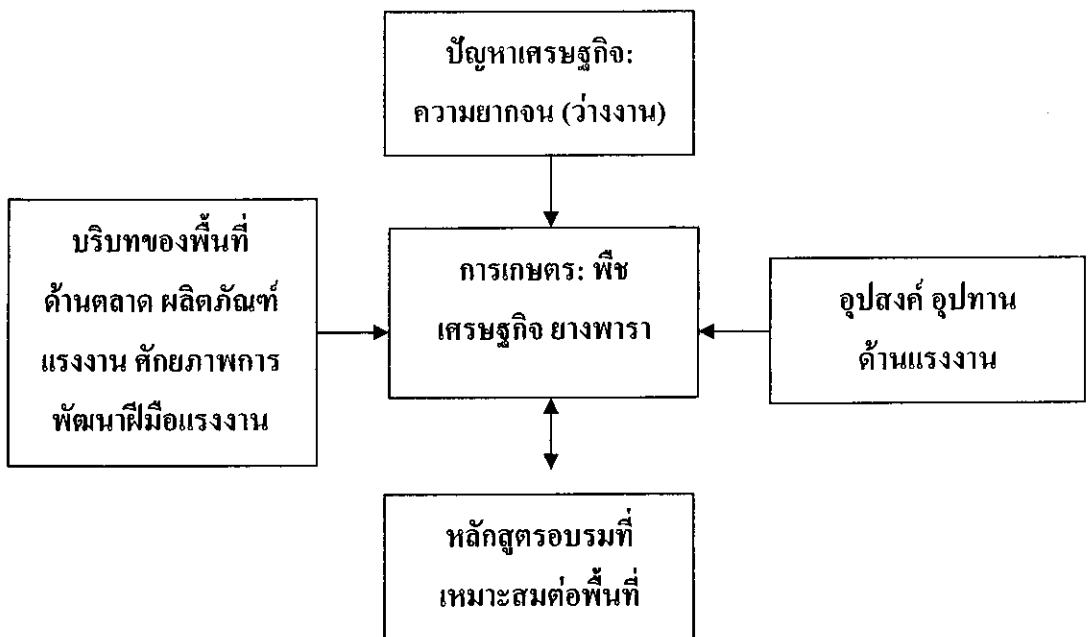 ปัญหาเศรษฐกิจ:
ความยากจน (ว่างงาน)
บริบทของพื้นที่
ด้านตลาด ผลิตภัณฑ์
แรงงาน ศักยภาพการ
พัฒนาฝีมือแรงงาน
การเกษตร: พืช
เศรษฐกิจ ยางพารา
อุปสงค์ อุปทาน
ด้านแรงงาน
หลักสูตรอบรมที่
เหมาะสมต่อพื้นที่